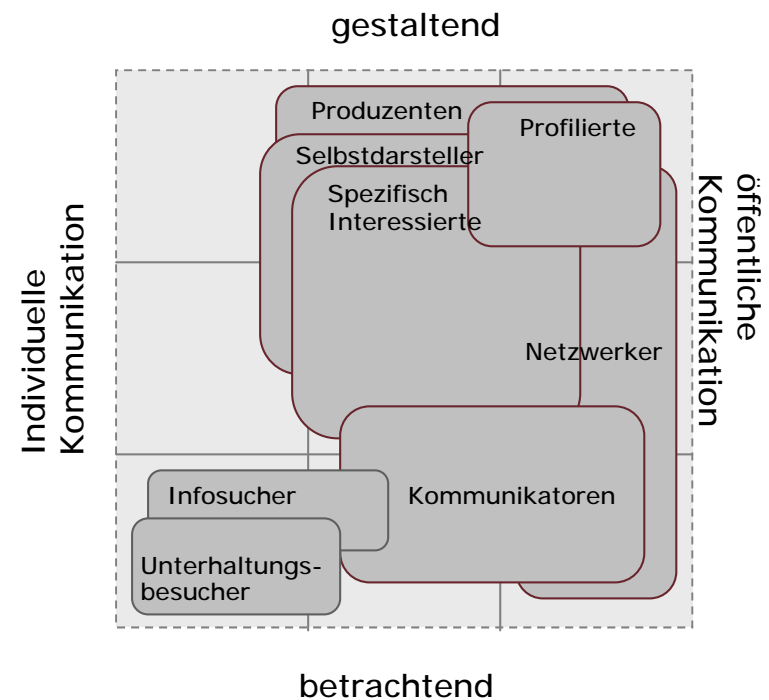 gestaltend
Produzenten
Profilierte
Selbstdarsteller
Spezifisch
Interessierte
Individuelle
Kommunikation
öffentliche
Kommunikation
Netzwerker
Infosucher
Kommunikatoren
Unterhaltungs-
besucher
betrachtend